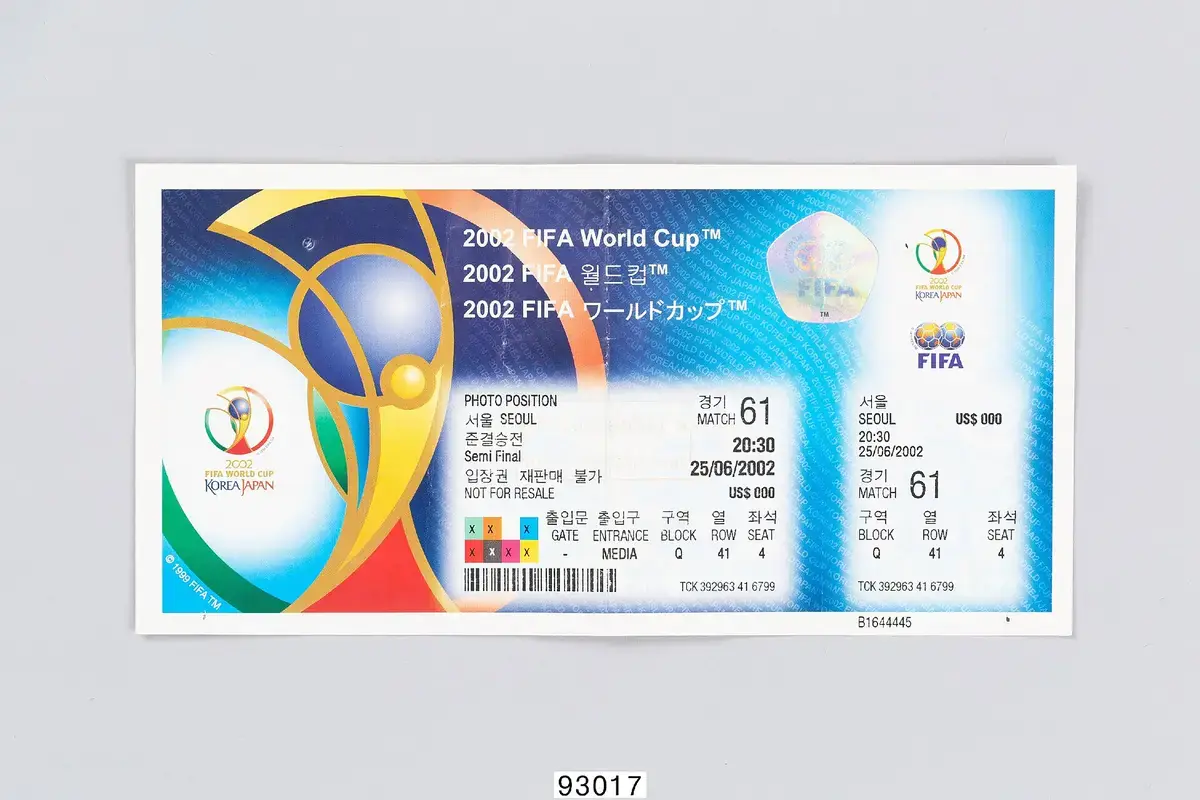 2002 FIFA World Cup™
2002 FIFA 월드컵™
2002 FIFA ワールドカップ™
FIFA
TM
2002
FIFA WORLD CUP
KOREA JAPAN
FIFA
2002
FIFA WORLD CUP
KOREA JAPAN
© 1999 FIFA TM
PHOTO POSITION
서울 SEOUL
준결승전
Semi Final
입장권 재판매 불가
NOT FOR RESALE
경기
MATCH 61
20:30
25/06/2002
US$ 000
X X X
X X X X
출입문 출입구 구역 열 좌석
GATE ENTRANCE BLOCK ROW SEAT
- MEDIA Q 41 4
TCK 392963 41 6799
서울
SEOUL US$ 000
20:30
25/06/2002
경기
MATCH 61
구역 열 좌석
BLOCK ROW SEAT
Q 41 4
TCK 392963 41 6799
B1644445
93017